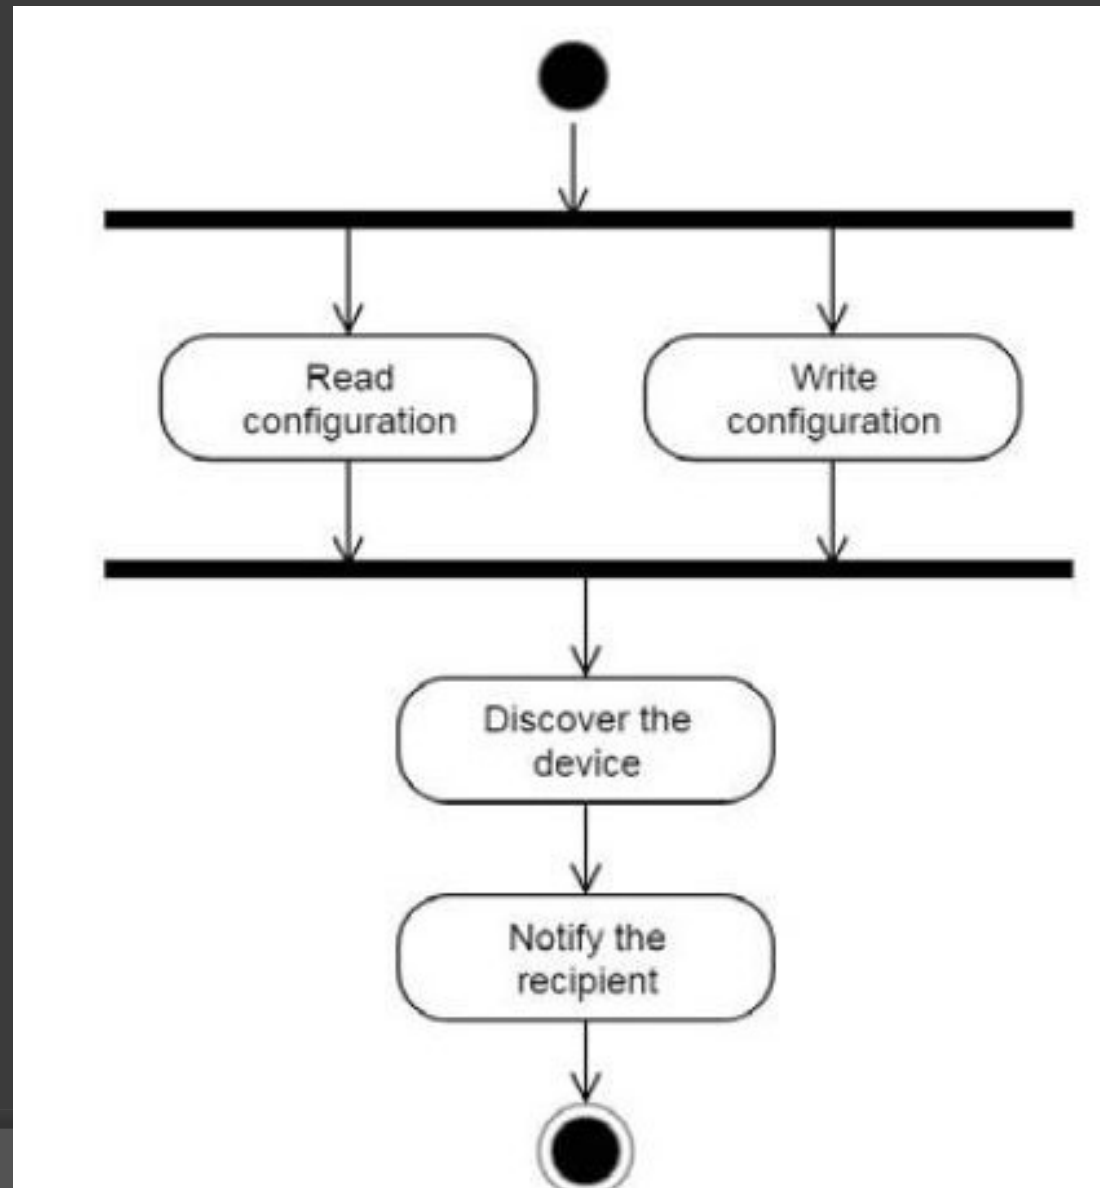 Read
configuration
Write
configuration
Discover the
device
Notify the
recipient